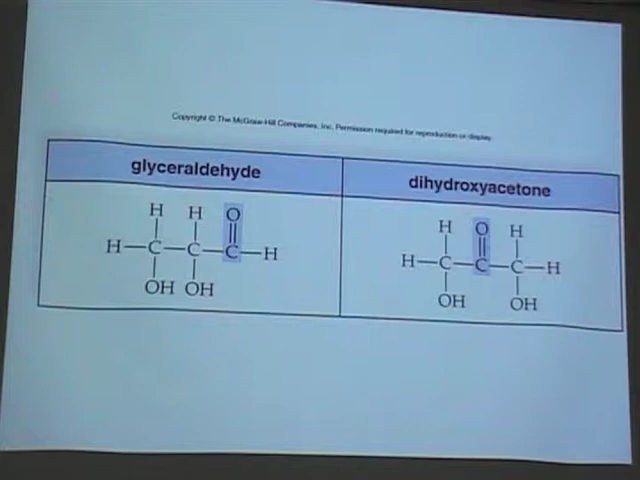 Copyright © The McGraw-Hill Companies, Inc. Permission required for reproduction or display.
glyceraldehyde
dihydroxyacetone
H H O
H—C—C—C—H
OH OH
H O H
H—C—C—C—H
OH OH